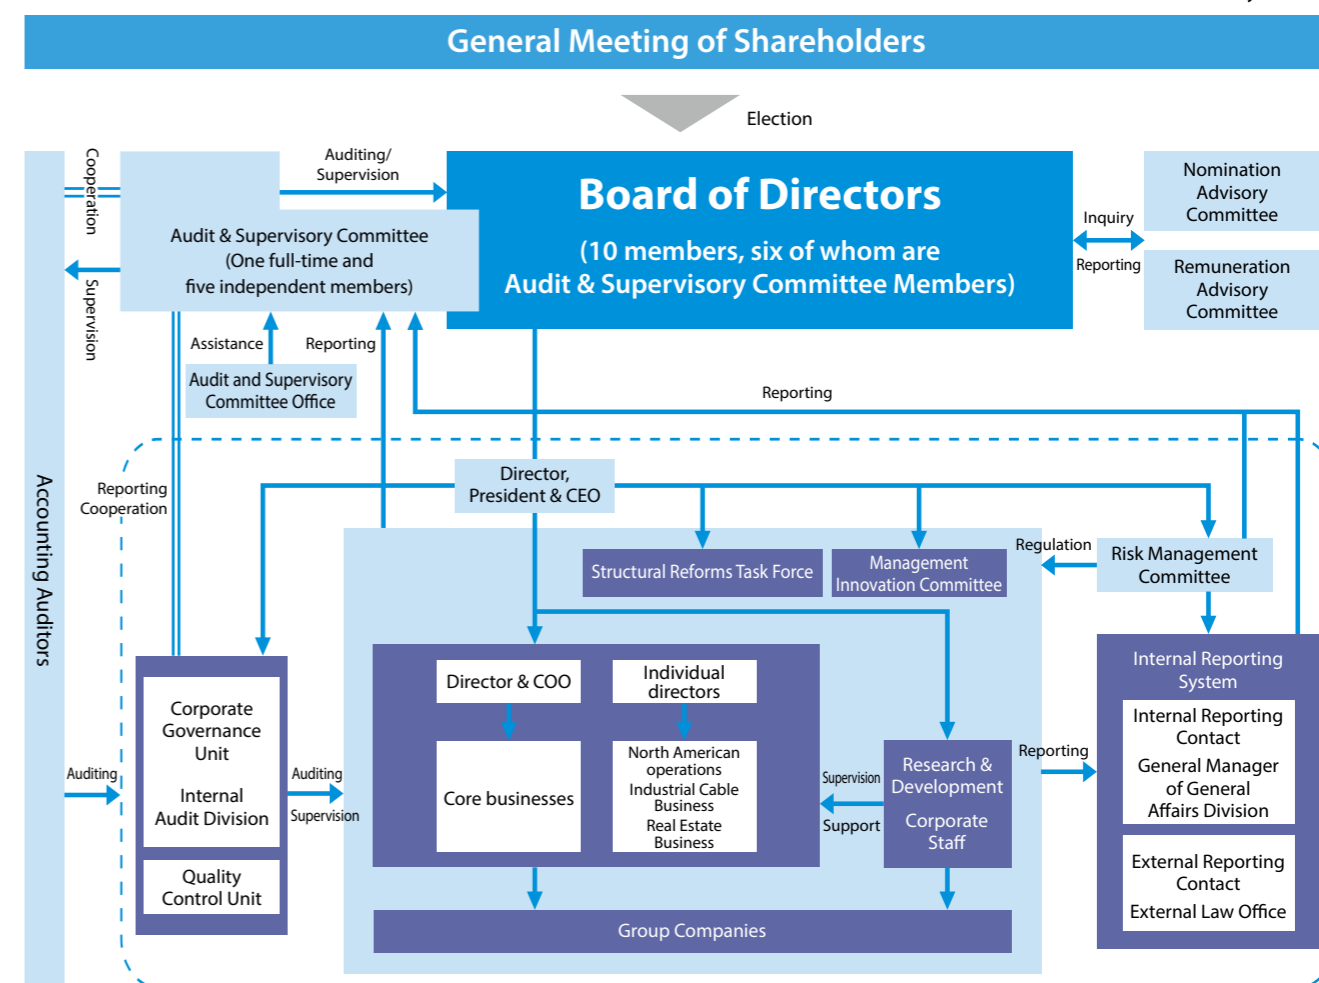 General Meeting of Shareholders
Election
Cooperation
Auditing/
Supervision
Board of Directors
(10 members, six of whom are
Audit & Supervisory Committee Members)
Audit & Supervisory Committee
(One full-time and
five independent members)
Inquiry
Reporting
Nomination
Advisory
Committee
Remuneration
Advisory
Committee
Supervision
Assistance
Reporting
Audit and Supervisory
Committee Office
Reporting
Accounting Auditors
Reporting
Cooperation
Director,
President & CEO
Structural Reforms Task Force
Management
Innovation Committee
Regulation
Risk Management
Committee
Corporate
Governance
Unit
Internal
Audit Division
Quality
Control Unit
Auditing
Auditing
Supervision
Director & COO
Core businesses
Individual
directors
North American
operations
Industrial Cable
Business
Real Estate
Business
Supervision
Support
Research &
Development
Corporate
Staff
Reporting
Group Companies
Internal Reporting
System
Internal Reporting
Contact
General Manager
of General
Affairs Division
External Reporting
Contact
External Law Office